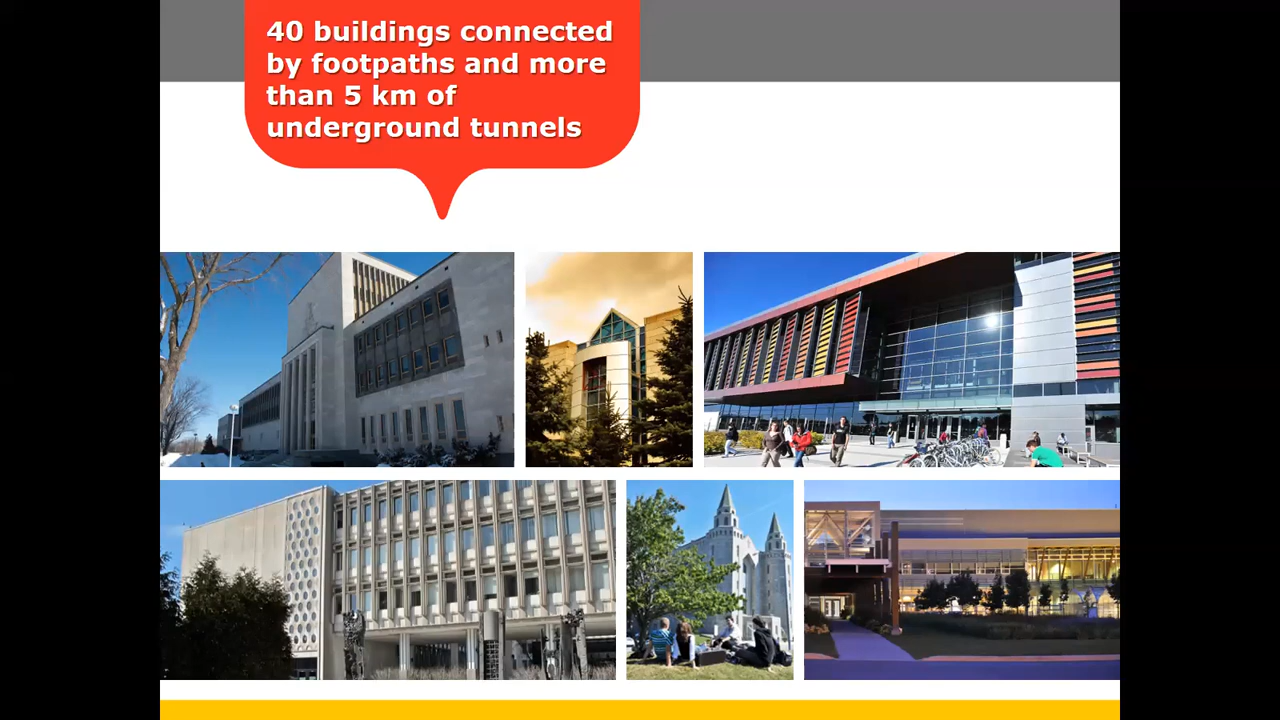 40 buildings connected
by footpaths and more
than 5 km of
underground tunnels